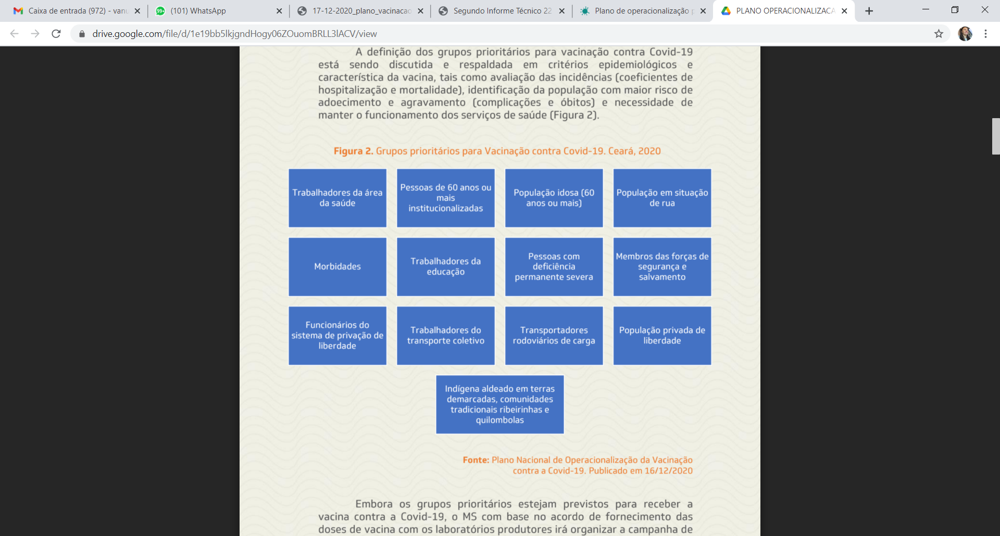 Caixa de entrada (972) - vanu
(101) WhatsApp
17-12-2020_plano_vacinacao
Segundo Informe Técnico 22
Plano de operacionalização p
PLANO OPERACIONALIZACA
drive.google.com/file/d/1e19bb5lkjgndHogy06ZOuomBRLL3lACV/view
A definição dos grupos prioritários para vacinação contra Covid-19
está sendo discutida e respaldada em critérios epidemiológicos e
característica da vacina, tais como avaliação das incidências (coeficientes de
hospitalização e mortalidade), identificação da população com maior risco de
adoecimento e agravamento (complicações e óbitos) e necessidade de
manter o funcionamento dos serviços de saúde (Figura 2).
Figura 2. Grupos prioritários para Vacinação contra Covid-19. Ceará, 2020
Trabalhadores da área
da saúde
Pessoas de 60 anos ou
mais
institucionalizadas
População idosa (60
anos ou mais)
População em situação
de rua
Morbidades
Trabalhadores da
educação
Pessoas com
deficiência
permanente severa
Membros das forças de
segurança e
salvamento
Funcionários do
sistema de privação de
liberdade
Trabalhadores do
transporte coletivo
Transportadores
rodoviários de carga
População privada de
liberdade
Indígena aldeado em terras
demarcadas, comunidades
tradicionais ribeirinhas e
quilombolas
Fonte: Plano Nacional de Operacionalização da Vacinação
contra a Covid-19. Publicado em 16/12/2020
Embora os grupos prioritários estejam previstos para receber a
vacina contra a Covid-19, o MS com base no acordo de fornecimento das
doses de vacina com os laboratórios produtores irá organizar a campanha de